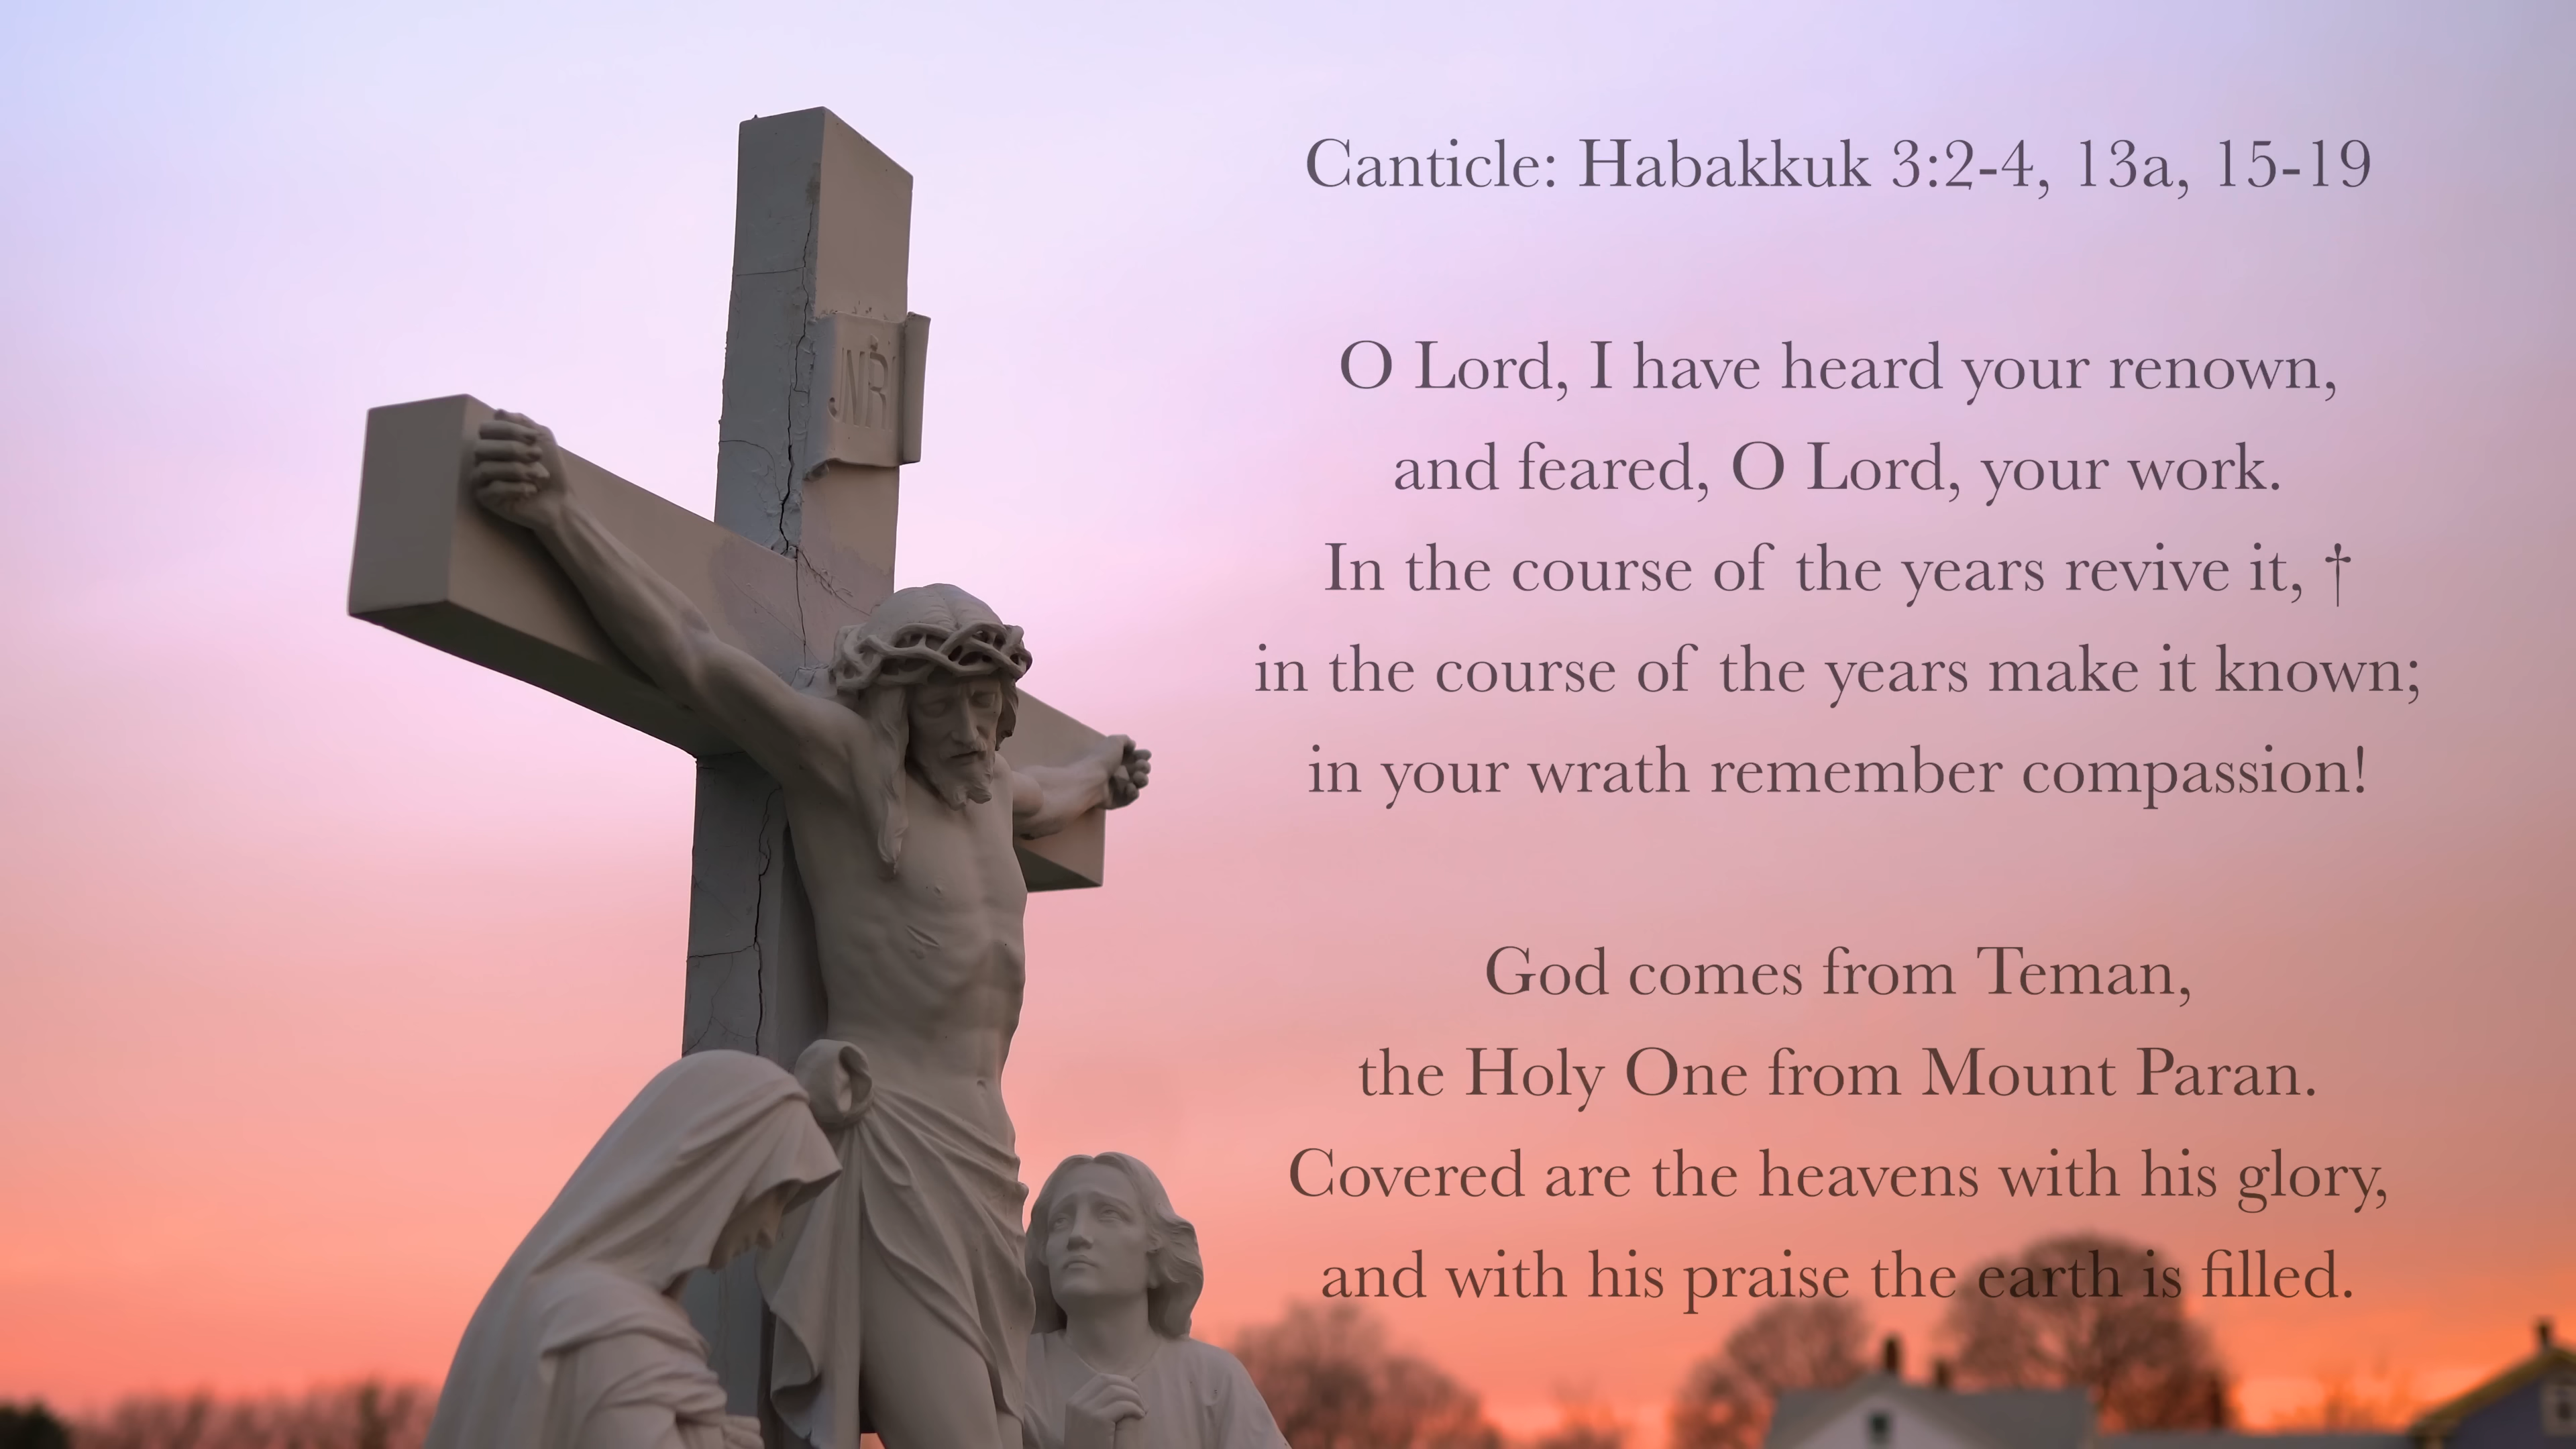 JNRI
Canticle: Habakkuk 3:2-4, 13a, 15-19
O Lord, I have heard your renown,
and feared, O Lord, your work.
In the course of the years revive it, †
in the course of the years make it known;
in your wrath remember compassion!
God comes from Teman,
the Holy One from Mount Paran.
Covered are the heavens with his glory,
and with his praise the earth is filled.